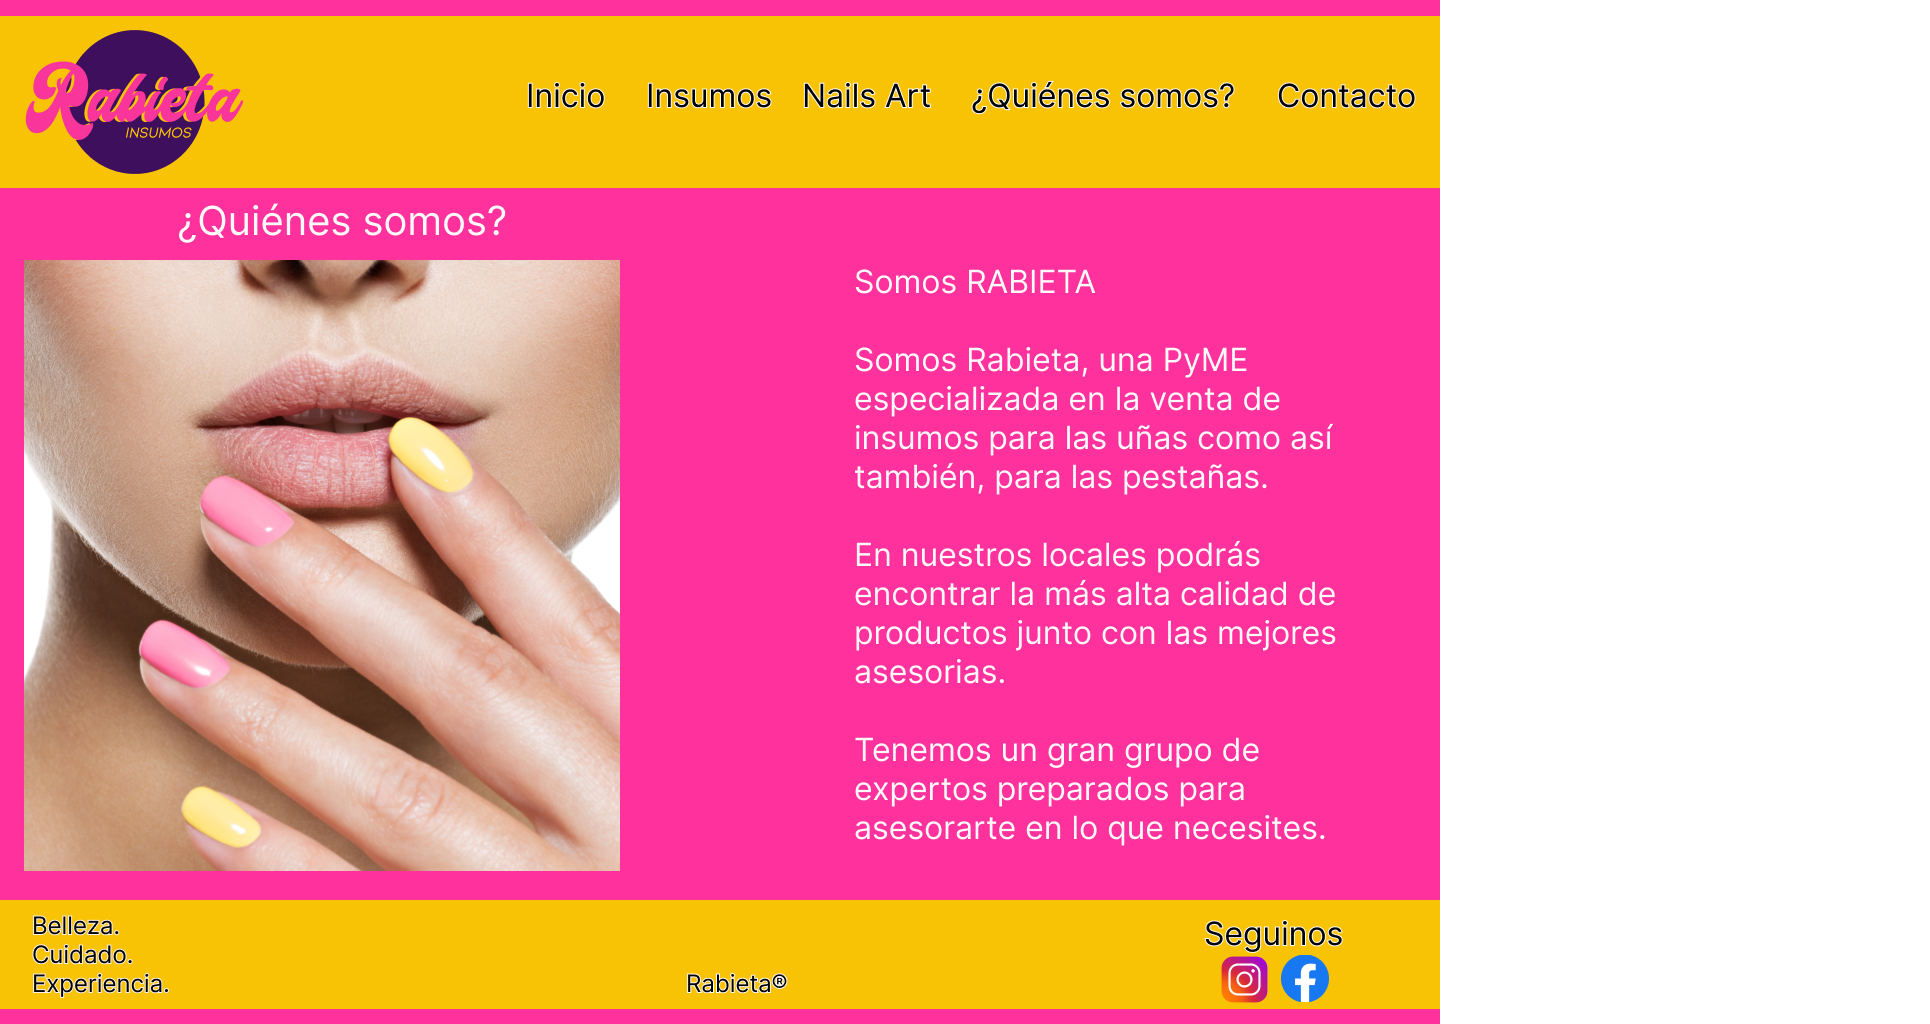 Rabieta
INSUMOS
Inicio Insumos Nails Art ¿Quiénes somos? Contacto
¿Quiénes somos?
Somos RABIETA
Somos Rabieta, una PyME
especializada en la venta de
insumos para las uñas como así
también, para las pestañas.
En nuestros locales podrás
encontrar la más alta calidad de
productos junto con las mejores
asesorias.
Tenemos un gran grupo de
expertos preparados para
asesorarte en lo que necesites.
Belleza.
Cuidado.
Experiencia.
Rabieta®
Seguinos